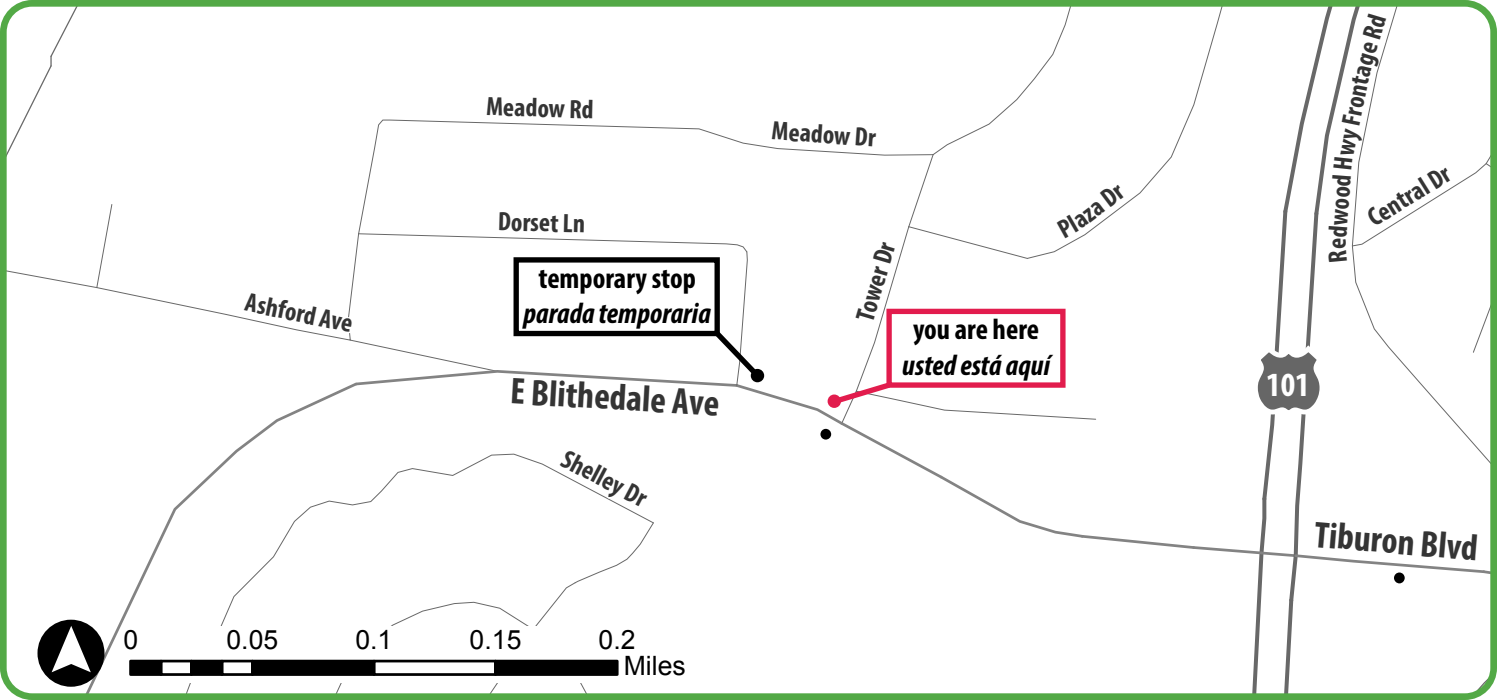 Meadow Rd
Meadow Dr
Redwood Hwy Frontage Rd
Central Dr
Plaza Dr
Dorset Ln
Tower Dr
temporary stop
parada temporaria
Ashford Ave
you are here
usted está aquí
E Blithedale Ave
101
Shelley Dr
Tiburon Blvd
0 0.05 0.1 0.15 0.2
Miles